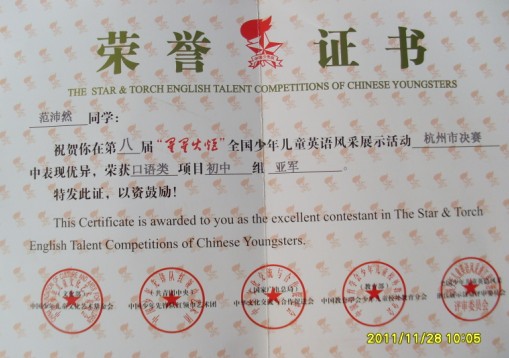 荣誉证书
THE STAR & TORCH ENGLISH TALENT COMPETITIONS OF CHINESE YOUNGSTERS
范沛然 同学：
祝贺你在第 八 届“星星火炬”全国少年儿童英语风采展示活动 杭州市决赛
中表现优异，荣获 口语类 项目 初中 组 亚军 。
特发此证，以资鼓励！
This Certificate is awarded to you as the excellent contestant in The Star & Torch
English Talent Competitions of Chinese Youngsters.
2011/11/28 10:05